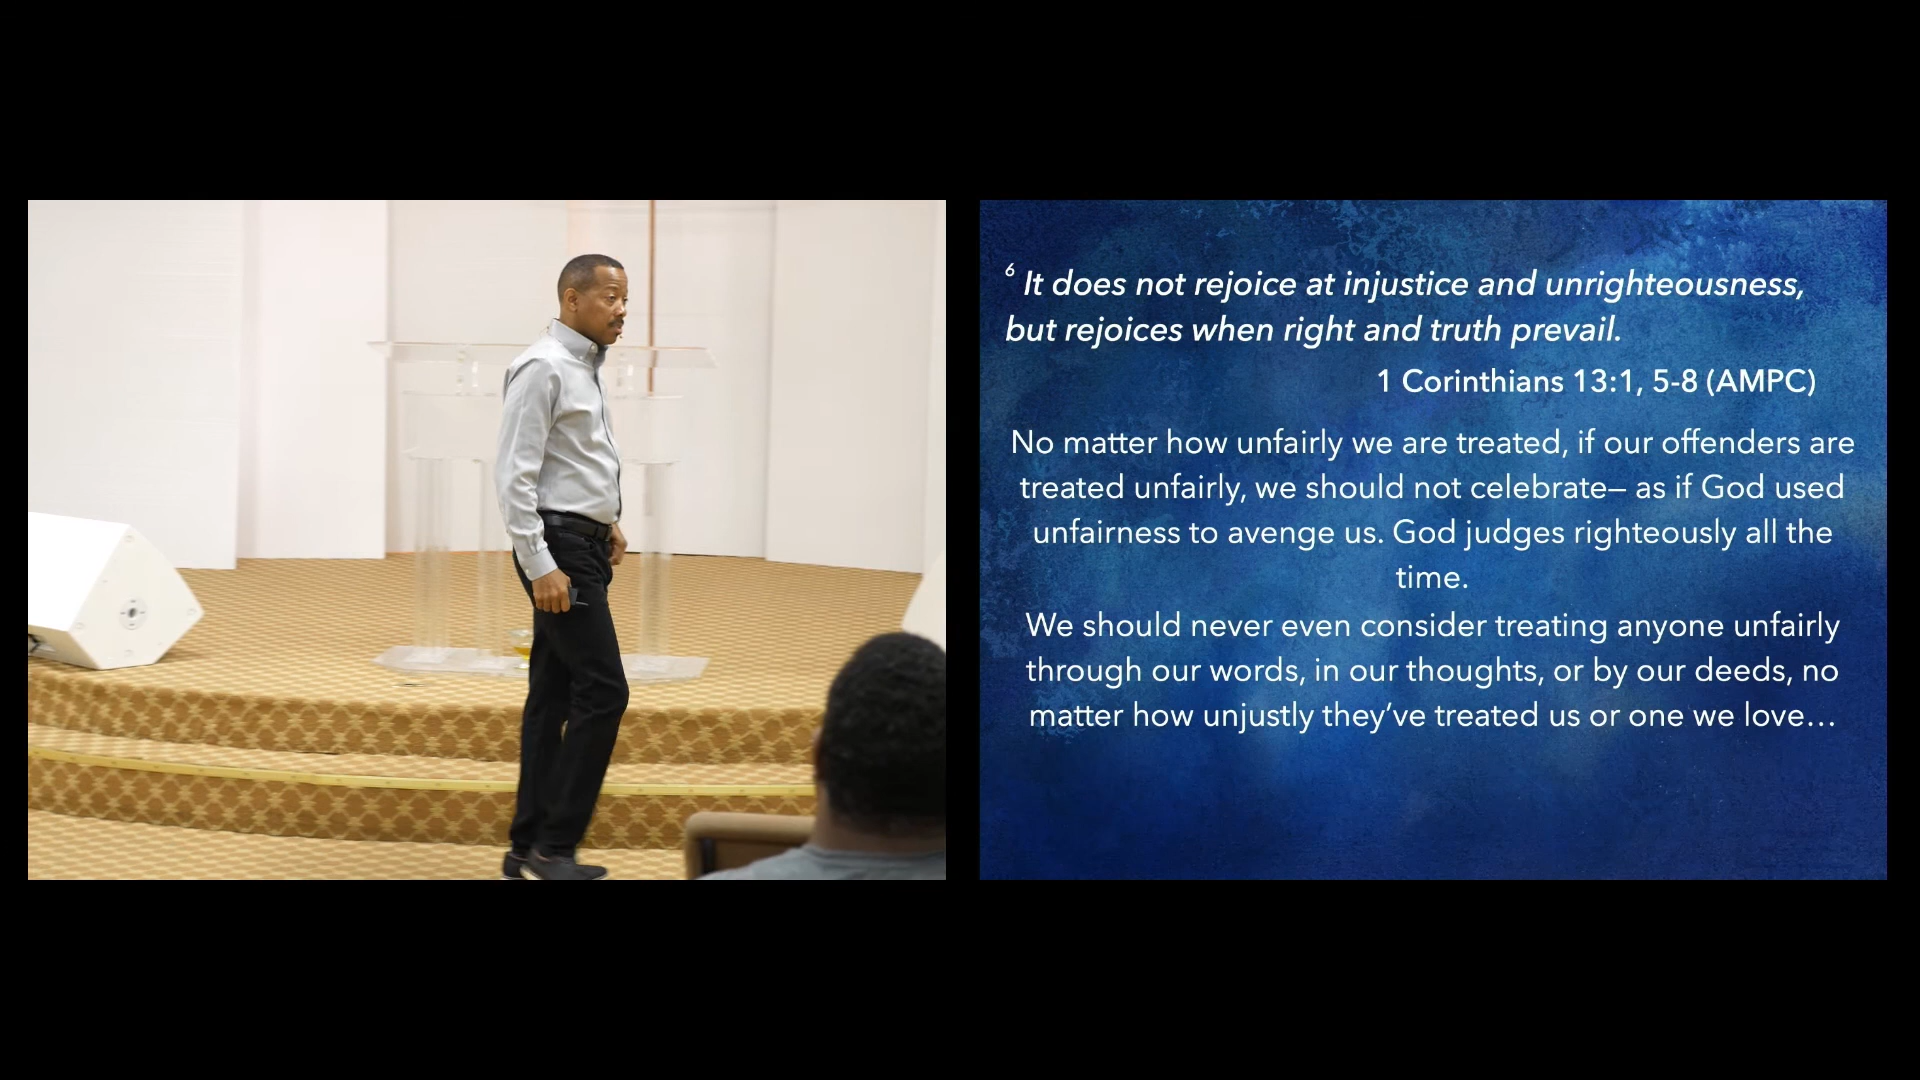 ⁶ It does not rejoice at injustice and unrighteousness,
but rejoices when right and truth prevail.
1 Corinthians 13:1, 5-8 (AMPC)
No matter how unfairly we are treated, if our offenders are
treated unfairly, we should not celebrate– as if God used
unfairness to avenge us. God judges righteously all the
time.
We should never even consider treating anyone unfairly
through our words, in our thoughts, or by our deeds, no
matter how unjustly they’ve treated us or one we love…